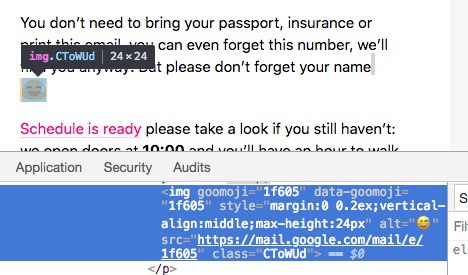 You don’t need to bring your passport, insurance or
print this email, you can even forget this number, we’ll
img.CToWUd | 24×24
you anyway. But please don’t forget your name
😅
Schedule is ready please take a look if you still haven’t:
we open doors at 10:00 and you’ll have an hour to walk
Application Security Audits
<img goomoji="1f605" data-goomoji=
"1f605" style="margin:0 0.2ex;vertical-
align:middle;max-height:24px" alt="😅"
src="https://mail.google.com/mail/e/
1f605" class="CToWUd"> == $0
</p>
S
Fil
el